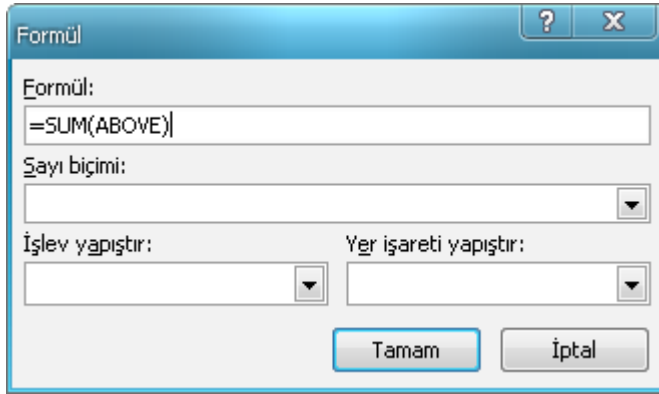 Formül
Formül:
=SUM(ABOVE)
Sayı biçimi:
İşlev yapıştır: Yer işareti yapıştır:
Tamam İptal